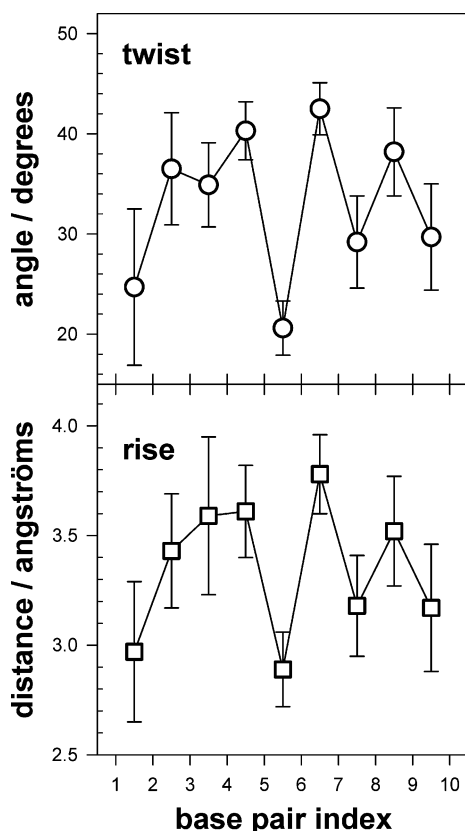 50
twist
40
30
20
angle / degrees
4.0
rise
3.5
3.0
2.5
distance / angströms
1 2 3 4 5 6 7 8 9 10
base pair index